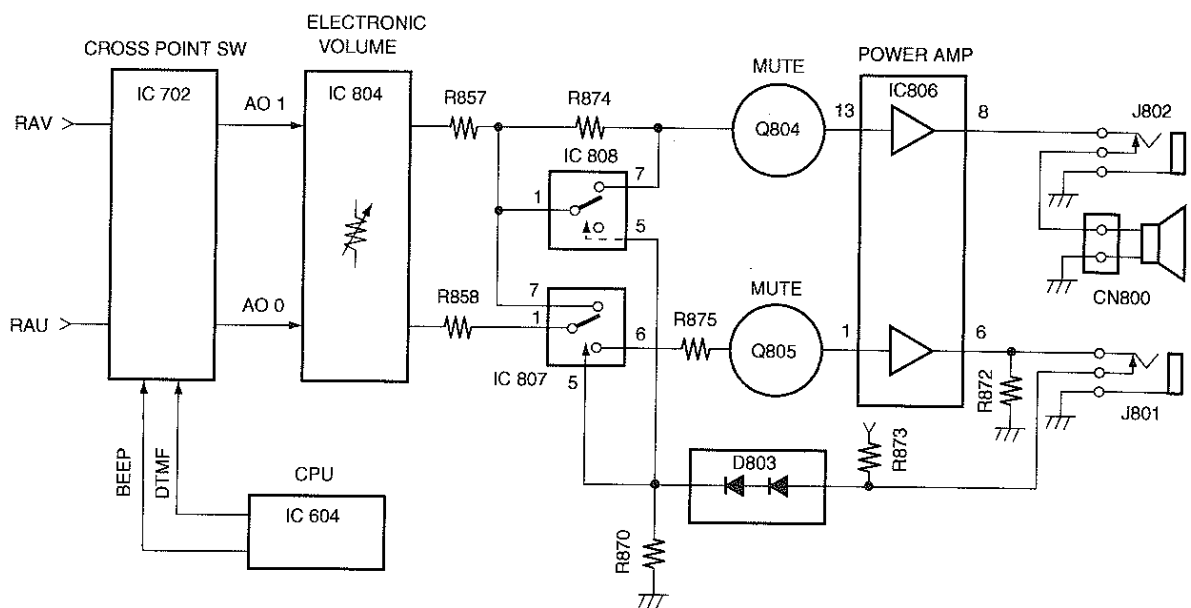 CROSS POINT SW
ELECTRONIC
VOLUME
POWER AMP
MUTE
IC 702
IC 804
IC806
RAV
AO 1
R857
R874
Q804
13
8
J802
IC 808
7
1
5
RAU
AO 0
R858
7
1
6
5
IC 807
R875
MUTE
Q805
1
6
R872
J801
CN800
R873
D803
BEEP
DTMF
CPU
IC 604
R870